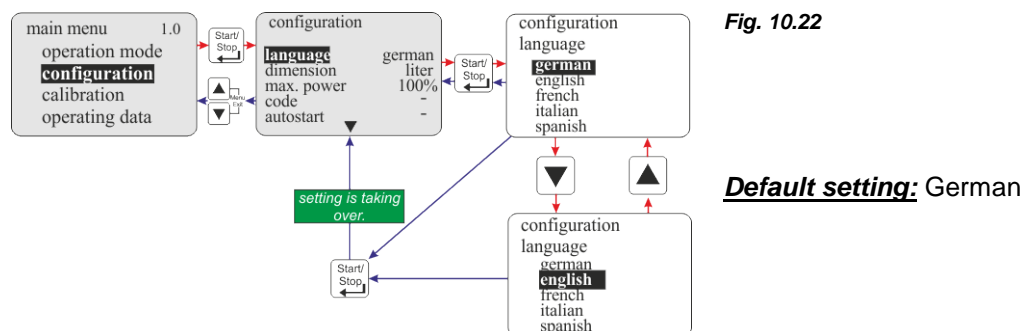 main menu 1.0
operation mode
configuration
calibration
operating data
Start/
Stop
Menu
Exit
configuration
language german
dimension liter
max. power 100%
code -
autostart -
Start/
Stop
configuration
language
german
english
french
italian
spanish
Fig. 10.22
Default setting: German
setting is taking
over.
Start/
Stop
configuration
language
german
english
french
italian
spanish